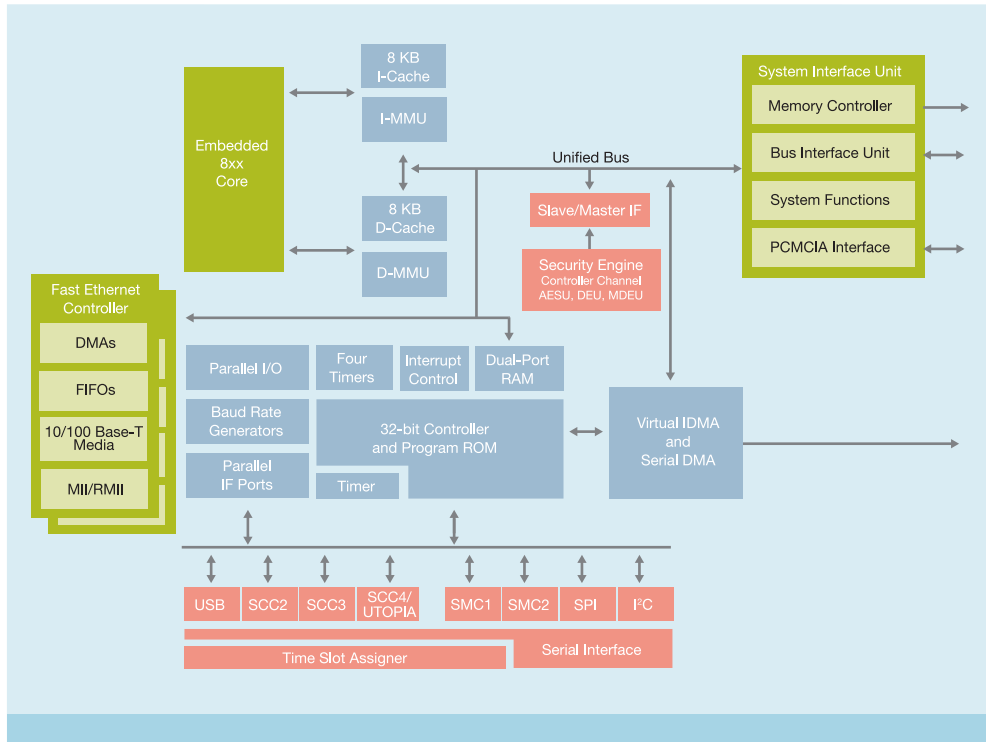 8 KB
I-Cache
I-MMU
Embedded
8xx
Core
8 KB
D-Cache
D-MMU
Unified Bus
Slave/Master IF
Security Engine
Controller Channel
AESU, DEU, MDEU
System Interface Unit
Memory Controller
Bus Interface Unit
System Functions
PCMCIA Interface
Fast Ethernet
Controller
DMAs
FIFOs
10/100 Base-T
Media
MII/RMII
Parallel I/O
Four
Timers
Interrupt
Control
Dual-Port
RAM
Baud Rate
Generators
32-bit Controller
and Program ROM
Parallel
IF Ports
Timer
Virtual IDMA
and
Serial DMA
USB
SCC2
SCC3
SCC4/
UTOPIA
SMC1
SMC2
SPI
I²C
Time Slot Assigner
Serial Interface